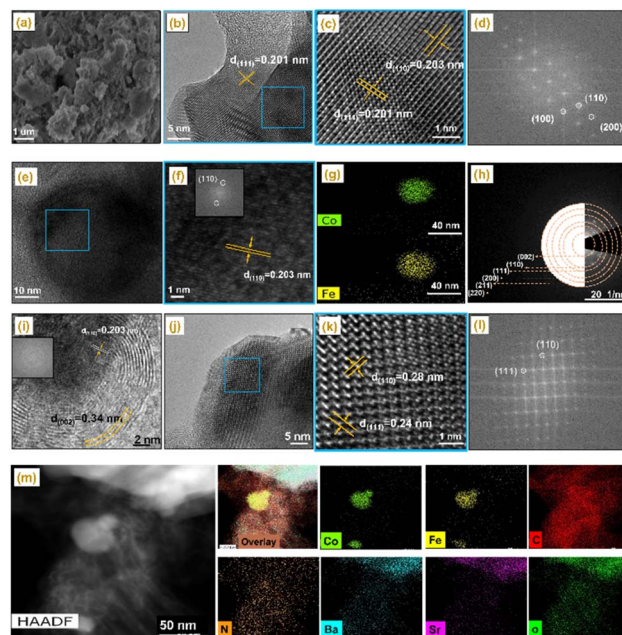 (a)
1 um
(b)
d(111)=0.201 nm
5 nm
(c)
d(110)=0.203 nm
d(111)=0.201 nm
1 nm
(d)
(110)
(100)
(200)
(e)
10 nm
(f)
(110)
d(110)=0.203 nm
1 nm
(g)
Co
40 nm
Fe
40 nm
(h)
(002)
(110)
(111)
(200)
(211)
(220)
20 1/nm
(i)
d(110)=0.203 nm
d(002)=0.34 nm
2 nm
(j)
5 nm
(k)
d(110)=0.28 nm
d(111)=0.24 nm
1 nm
(l)
(110)
(111)
(m)
HAADF
50 nm
Overlay
Co
Fe
C
N
Ba
Sr
o